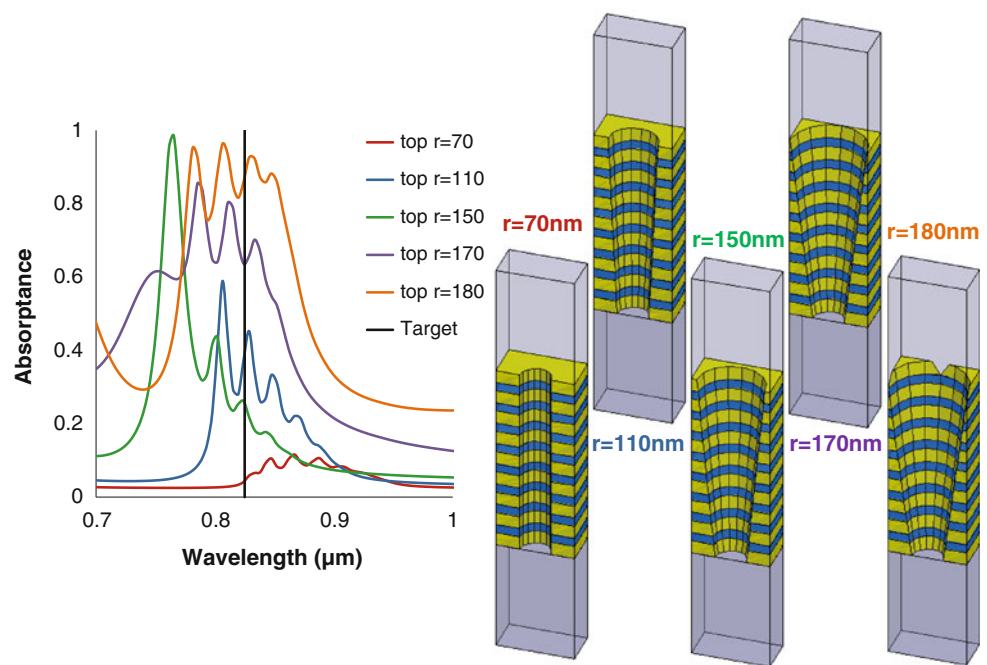 Absorptance
1
0.8
0.6
0.4
0.2
0
0.7
0.8
0.9
1
Wavelength (µm)
top r=70
top r=110
top r=150
top r=170
top r=180
Target
r=70nm
r=150nm
r=180nm
r=110nm
r=170nm